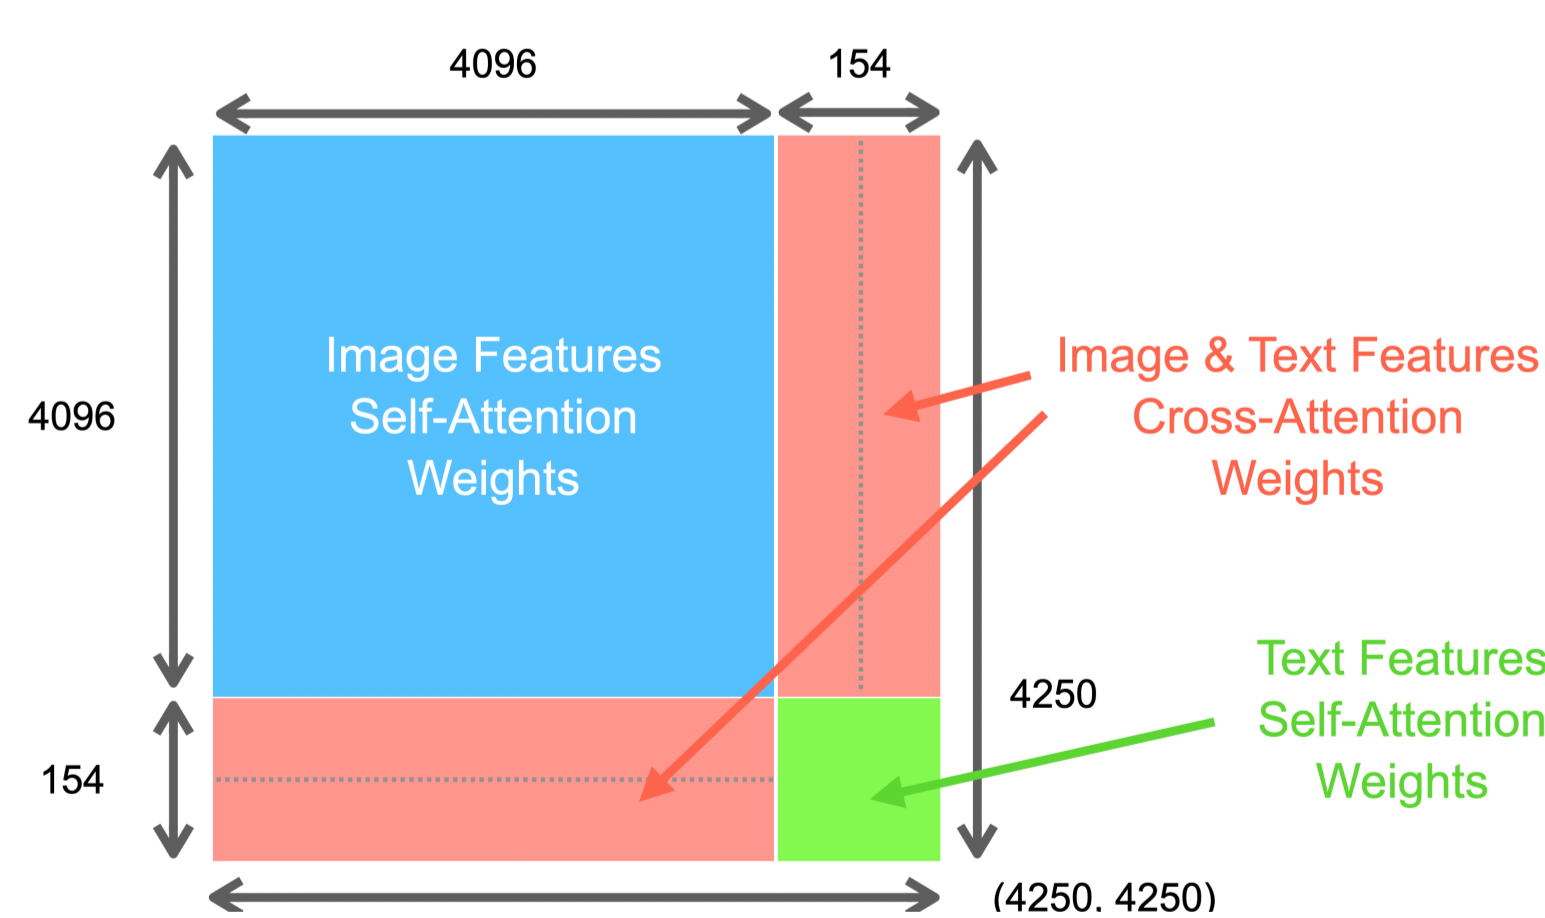 4096
154
Image Features
Self-Attention
Weights
4096
Image & Text Features
Cross-Attention
Weights
Text Features
Self-Attention
Weights
4250
154
(4250, 4250)